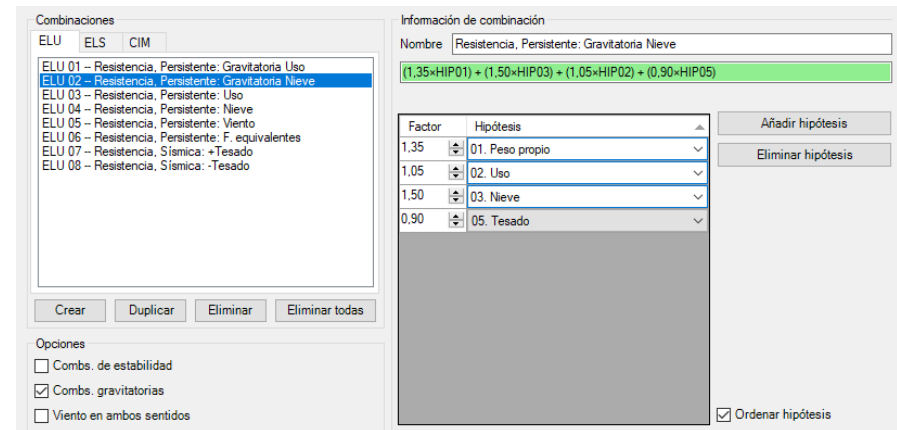 Combinaciones
ELU ELS CIM
ELU 01 -- Resistencia, Persistente: Gravitatoria Uso
ELU 02 -- Resistencia, Persistente: Gravitatoria Nieve
ELU 03 -- Resistencia, Persistente: Uso
ELU 04 -- Resistencia, Persistente: Nieve
ELU 05 -- Resistencia, Persistente: Viento
ELU 06 -- Resistencia, Persistente: F. equivalentes
ELU 07 -- Resistencia, Sísmica: +Tesado
ELU 08 -- Resistencia, Sísmica: -Tesado
Crear Duplicar Eliminar Eliminar todas
Opciones
Combs. de estabilidad
Combs. gravitatorias
Viento en ambos sentidos
Información de combinación
Nombre Resistencia, Persistente: Gravitatoria Nieve
(1,35×HIP01) + (1,50×HIP03) + (1,05×HIP02) + (0,90×HIP05)
Factor Hipótesis
1,35 01. Peso propio
1,05 02. Uso
1,50 03. Nieve
0,90 05. Tesado
Añadir hipótesis
Eliminar hipótesis
Ordenar hipótesis